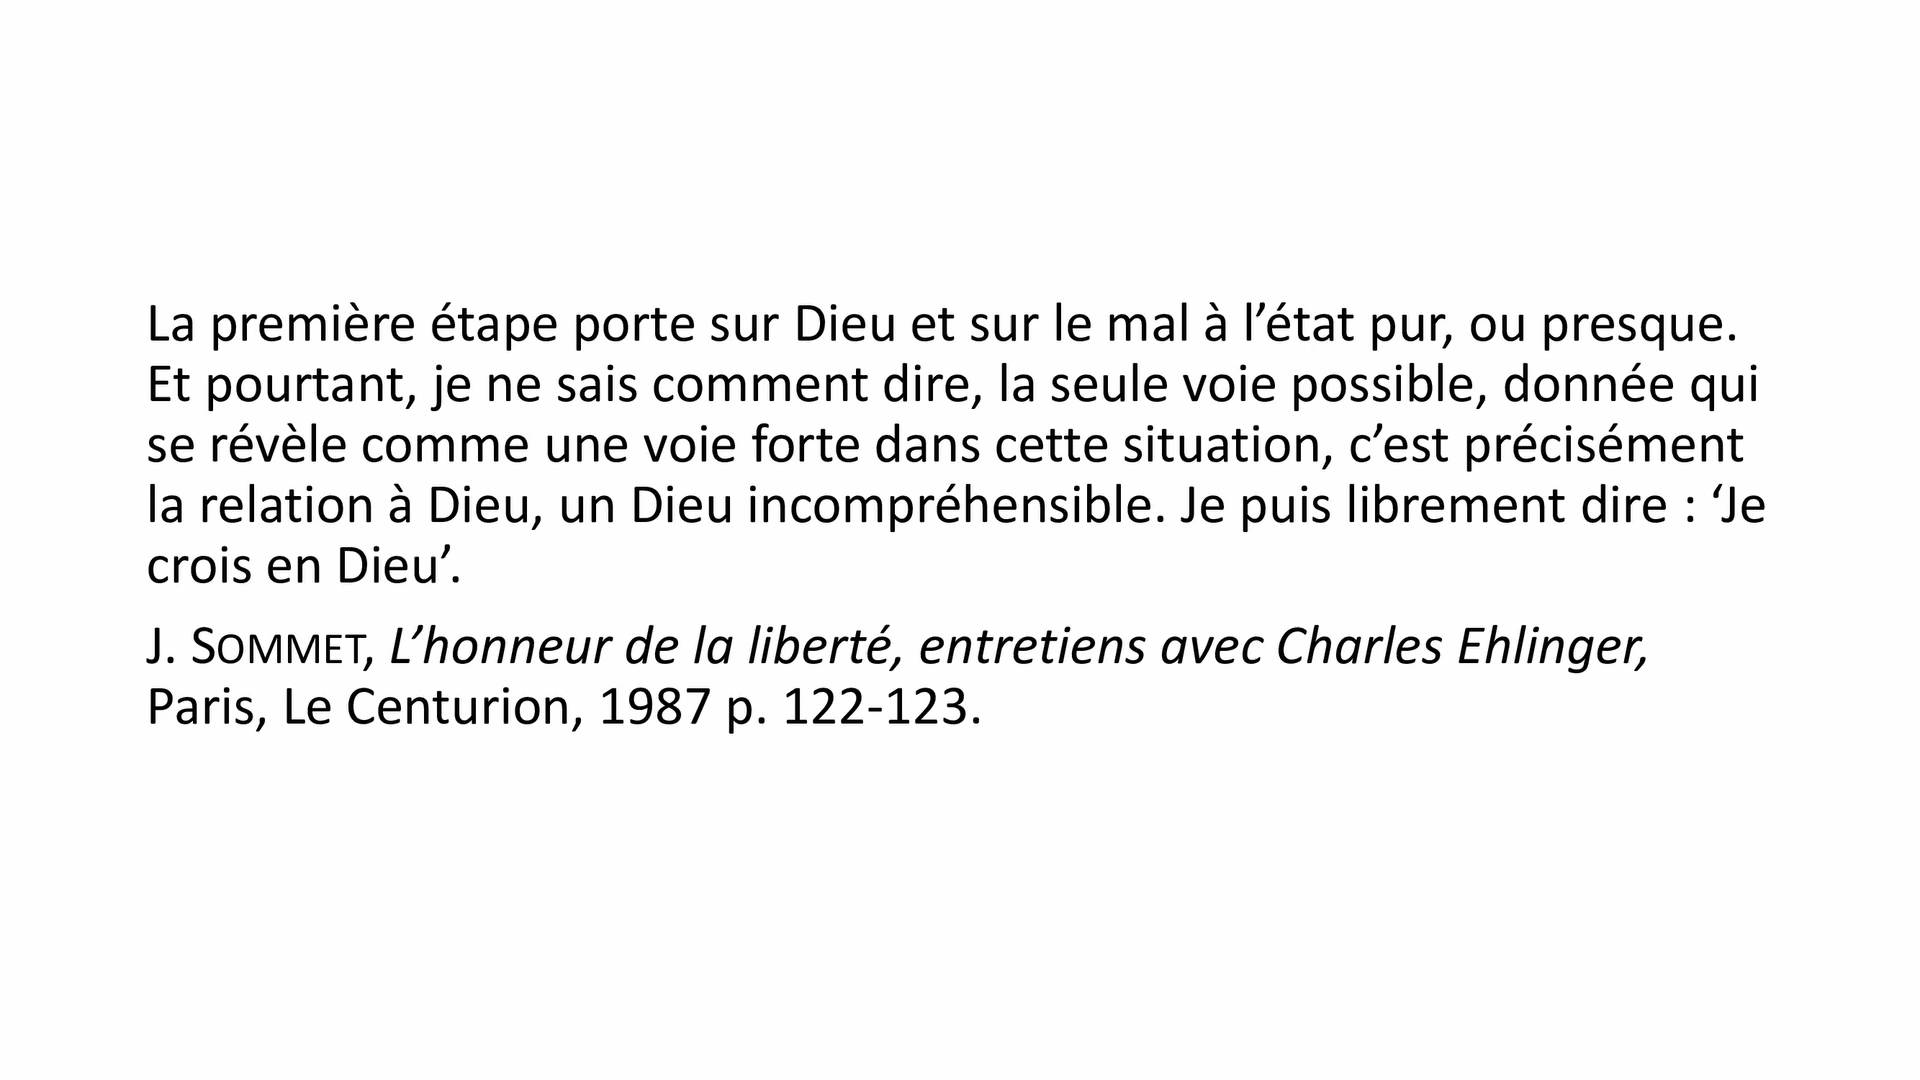 La première étape porte sur Dieu et sur le mal à l’état pur, ou presque.
Et pourtant, je ne sais comment dire, la seule voie possible, donnée qui
se révèle comme une voie forte dans cette situation, c’est précisément
la relation à Dieu, un Dieu incompréhensible. Je puis librement dire : ‘Je
crois en Dieu’.
J. SOMMET, L’honneur de la liberté, entretiens avec Charles Ehlinger,
Paris, Le Centurion, 1987 p. 122-123.